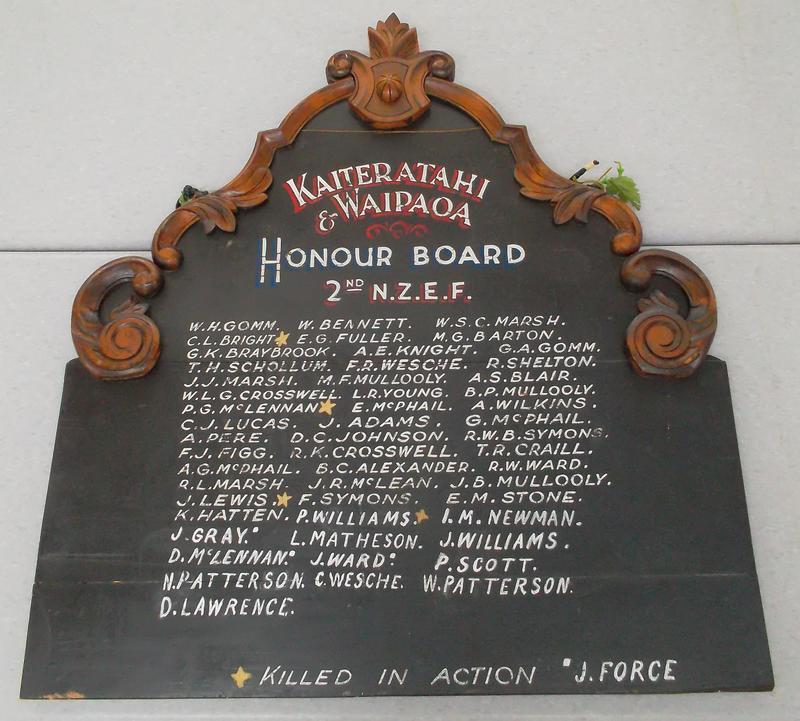 KAITERATAHI
& WAIPAOA
HONOUR BOARD
2ND N.Z.E.F.
W.H.GOMM. W.BENNETT. W.S.C.MARSH.
C.L.BRIGHT★ E.G.FULLER. M.G.BARTON.
G.K.BRAYBROOK. A.E.KNIGHT. G.A.GOMM.
T.H.SCHOLLUM. F.R.WESCHE. R.SHELTON.
J.J.MARSH. M.F.MULLOOLY. A.S.BLAIR.
W.L.G.CROSSWELL. L.R.YOUNG. B.P.MULLOOLY.
P.G.McLENNAN★ E.McPHAIL. A.WILKINS.
C.J.LUCAS. J.ADAMS. G.McPHAIL.
A.PERE. D.C.JOHNSON. R.W.B.SYMONS.
F.J.FIGG. R.K.CROSSWELL. T.R.CRAILL.
A.G.McPHAIL. B.C.ALEXANDER. R.W.WARD.
R.L.MARSH. J.R.McLEAN. J.B.MULLOOLY.
J.LEWIS.★ F.SYMONS. E.M.STONE.
K.HATTEN. P.WILLIAMS.★ I.M.NEWMAN.
J.GRAY." L.MATHESON. J.WILLIAMS.
D.McLENNAN." J.WARD." P.SCOTT.
N.PATTERSON. C.WESCHE. W.PATTERSON.
D.LAWRENCE.
★ KILLED IN ACTION "J.FORCE